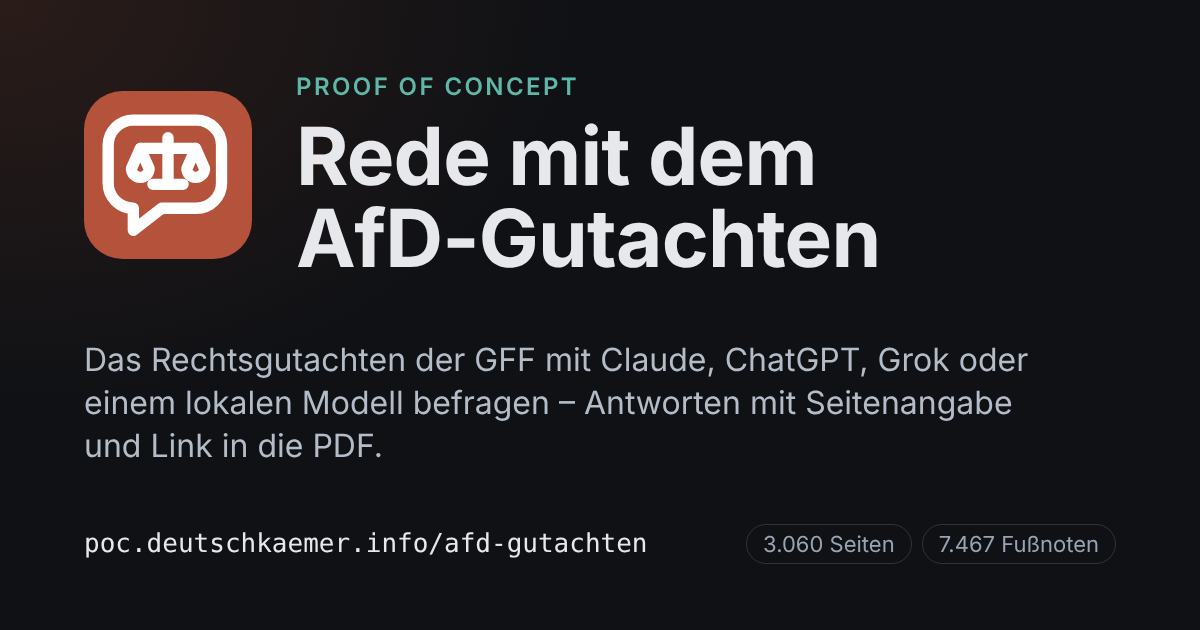 PROOF OF CONCEPT
Rede mit dem
AfD-Gutachten
Das Rechtsgutachten der GFF mit Claude, ChatGPT, Grok oder
einem lokalen Modell befragen – Antworten mit Seitenangabe
und Link in die PDF.
poc.deutschkaemer.info/afd-gutachten
3.060 Seiten
7.467 Fußnoten